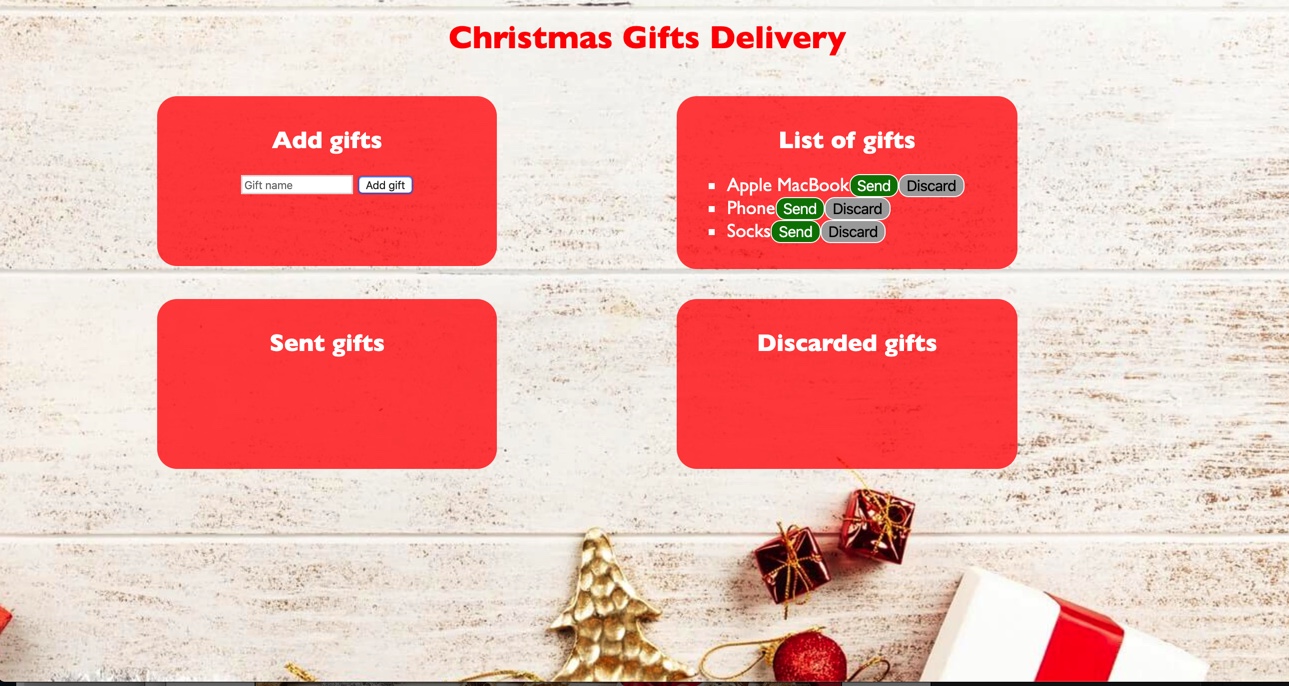 Christmas Gifts Delivery
Add gifts
Gift name Add gift
List of gifts
Apple MacBook Send Discard
Phone Send Discard
Socks Send Discard
Sent gifts
Discarded gifts